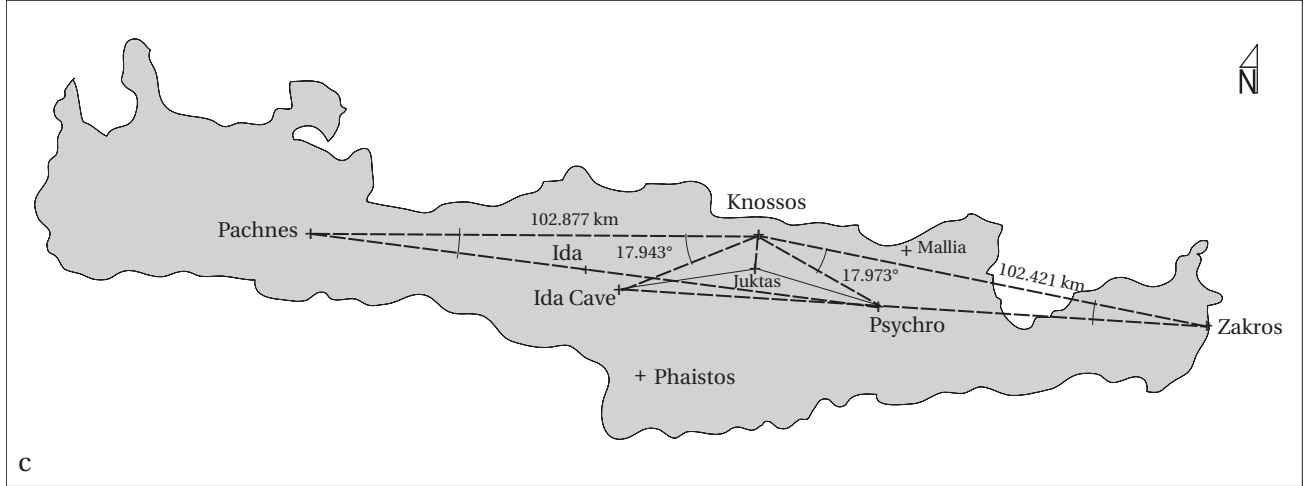 N
Knossos
102.877 km
Pachnes
17.943°
Ida
Mallia
17.973°
102.421 km
Juktas
Ida Cave
Psychro
Zakros
Phaistos
c